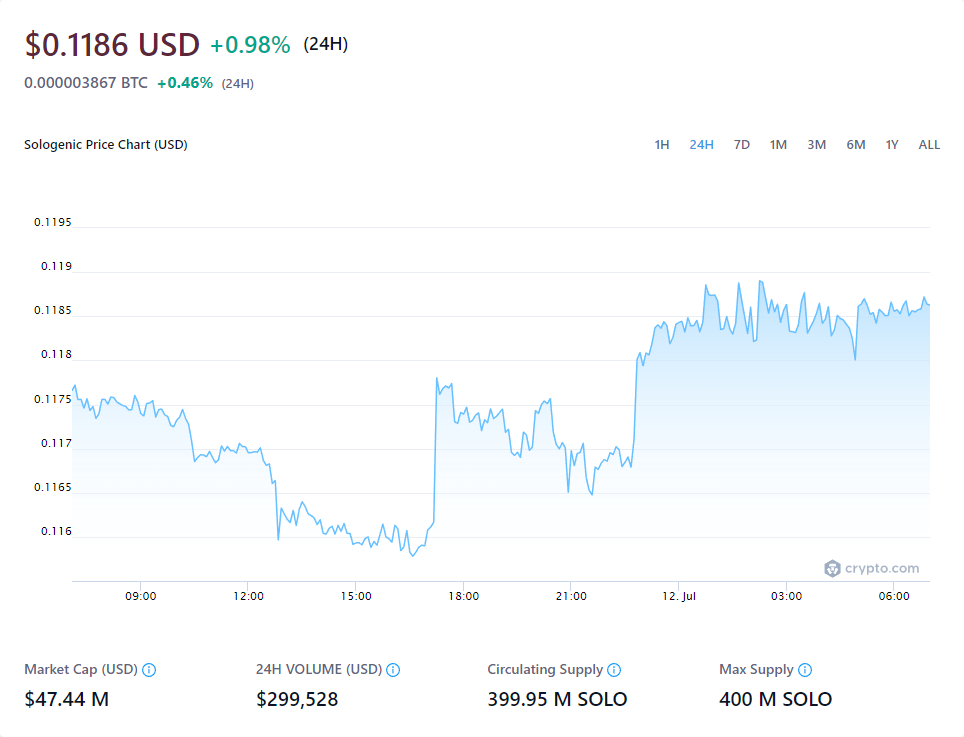 $0.1186 USD +0.98% (24H)
0.000003867 BTC +0.46% (24H)
Sologenic Price Chart (USD)
1H 24H 7D 1M 3M 6M 1Y ALL
0.1195
0.119
0.1185
0.118
0.1175
0.117
0.1165
0.116
crypto.com
09:00 12:00 15:00 18:00 21:00 12. Jul 03:00 06:00
Market Cap (USD) 24H VOLUME (USD) Circulating Supply Max Supply
$47.44 M $299,528 399.95 M SOLO 400 M SOLO